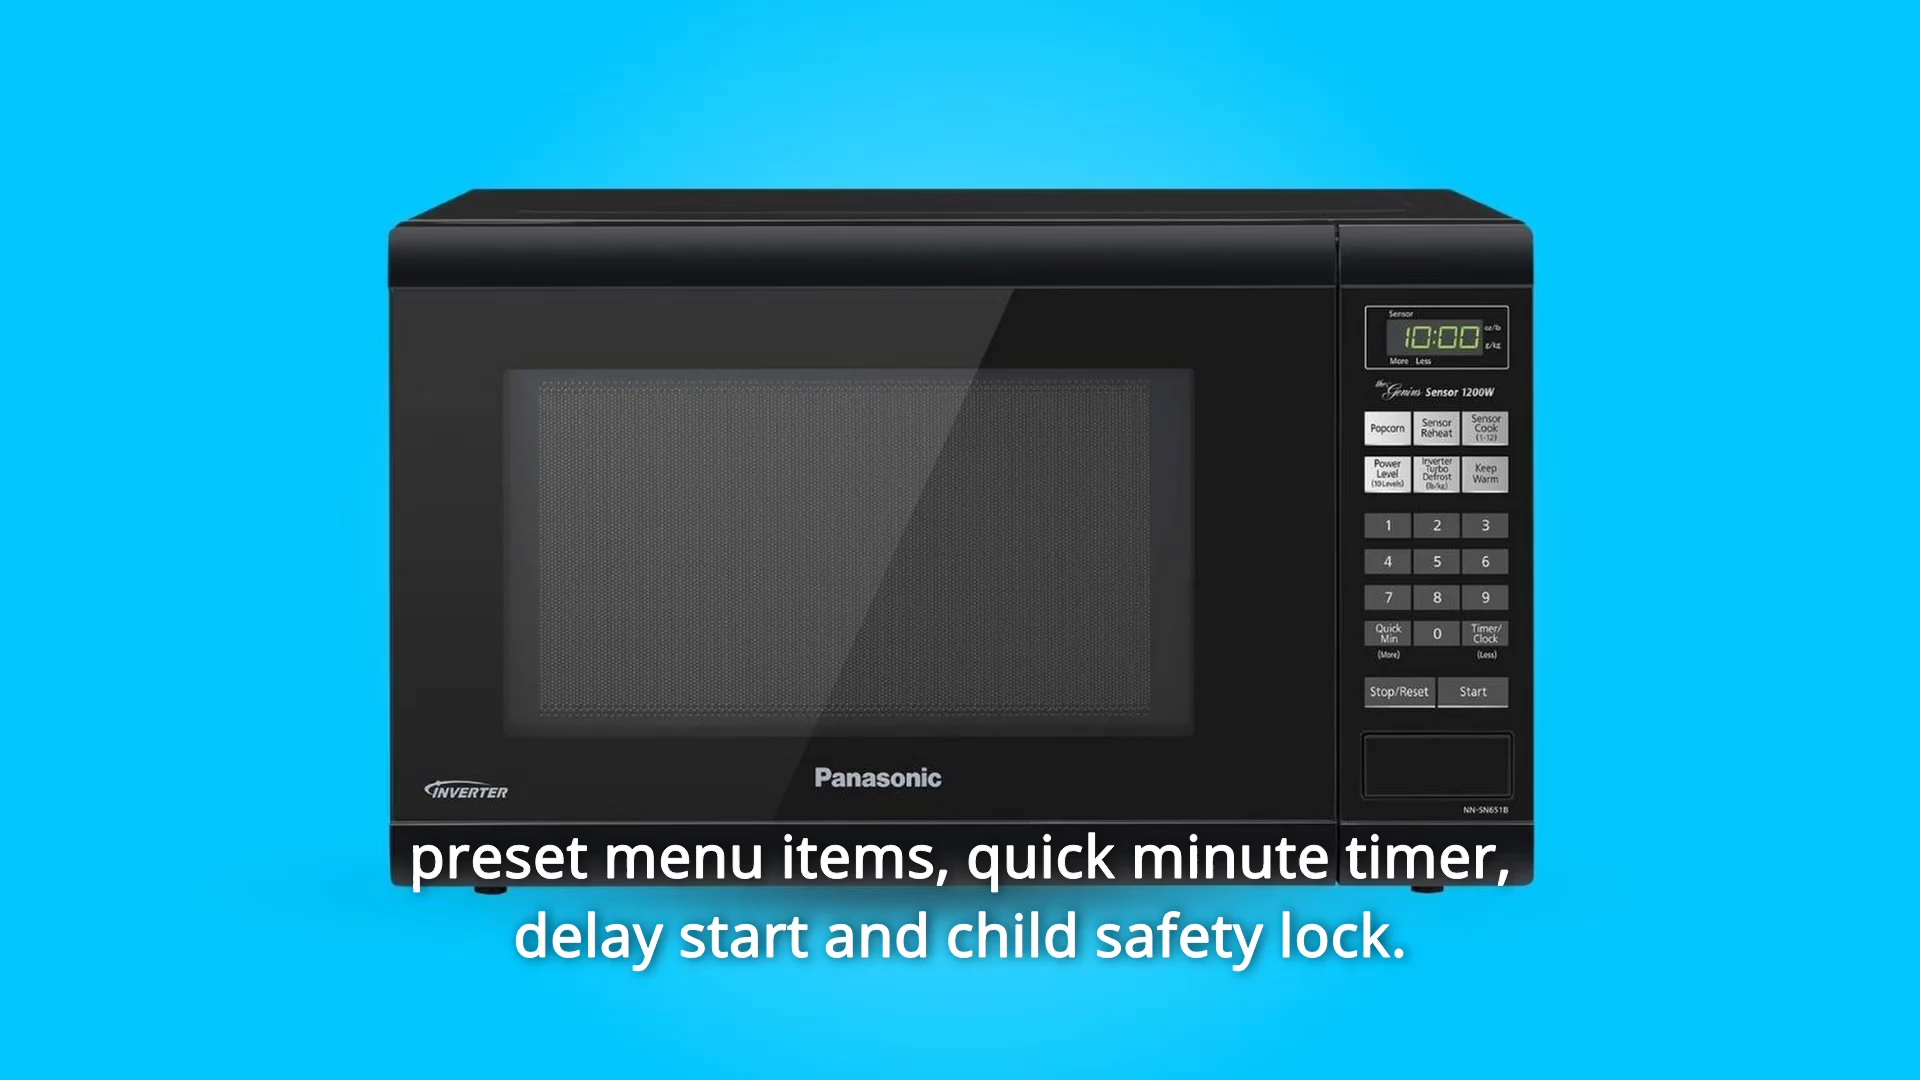 Sensor
10:00
oz/lb
g/kg
More Less
the Genius Sensor 1200W
Popcorn
Sensor
Reheat
Sensor
Cook
(1-12)
Power
Level
(10 Levels)
Inverter
Turbo
Defrost
(lb/kg)
Keep
Warm
1 2 3
4 5 6
7 8 9
Quick
Min
(More)
0
Timer/
Clock
(Less)
Stop/Reset Start
Panasonic
INVERTER
NN-SN651B
preset menu items, quick minute timer,
delay start and child safety lock.